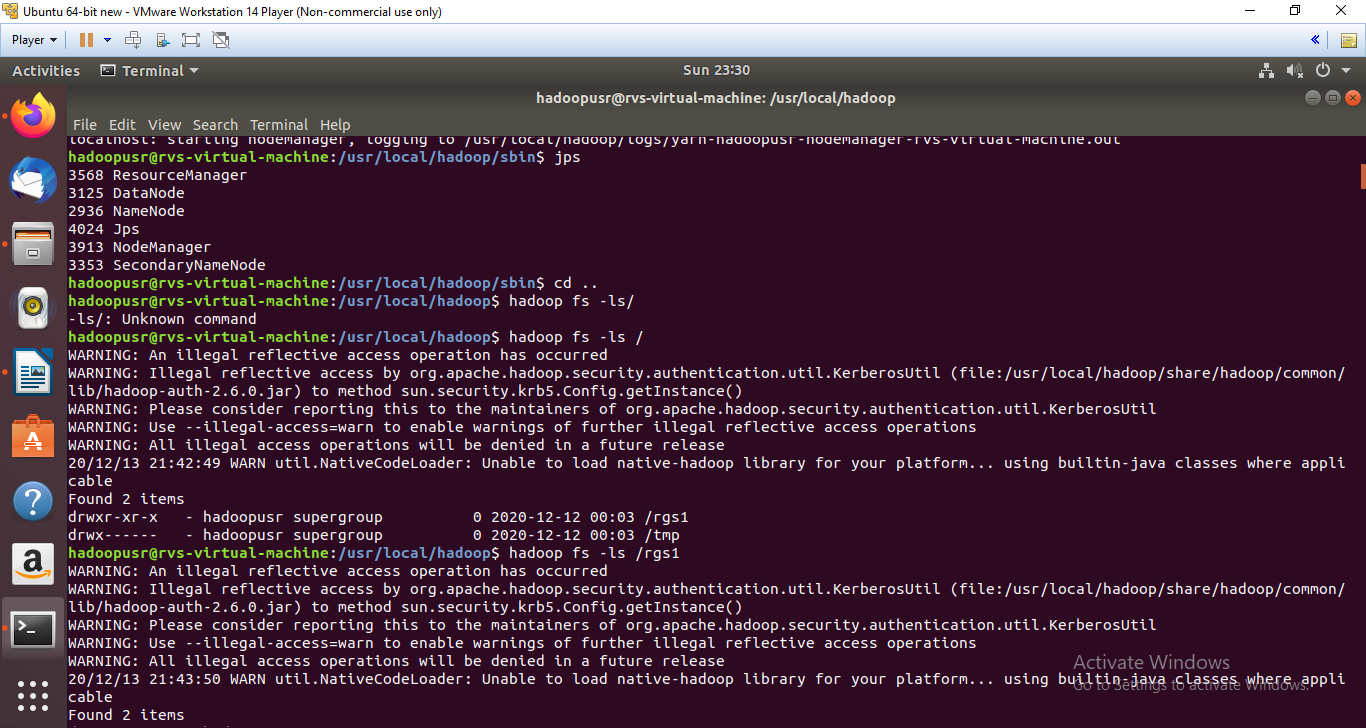 Ubuntu 64-bit new - VMware Workstation 14 Player (Non-commercial use only)
Player
Activities
Terminal
Sun 23:30
hadoopusr@rvs-virtual-machine: /usr/local/hadoop
File Edit View Search Terminal Help
localhost: starting nodemanager, logging to /usr/local/hadoop/logs/yarn-hadoopusr-nodemanager-rvs-virtual-machine.out
hadoopusr@rvs-virtual-machine:/usr/local/hadoop/sbin$ jps
3568 ResourceManager
3125 DataNode
2936 NameNode
4024 Jps
3913 NodeManager
3353 SecondaryNameNode
hadoopusr@rvs-virtual-machine:/usr/local/hadoop/sbin$ cd ..
hadoopusr@rvs-virtual-machine:/usr/local/hadoop$ hadoop fs -ls/
-ls/: Unknown command
hadoopusr@rvs-virtual-machine:/usr/local/hadoop$ hadoop fs -ls /
WARNING: An illegal reflective access operation has occurred
WARNING: Illegal reflective access by org.apache.hadoop.security.authentication.util.KerberosUtil (file:/usr/local/hadoop/share/hadoop/common/
lib/hadoop-auth-2.6.0.jar) to method sun.security.krb5.Config.getInstance()
WARNING: Please consider reporting this to the maintainers of org.apache.hadoop.security.authentication.util.KerberosUtil
WARNING: Use --illegal-access=warn to enable warnings of further illegal reflective access operations
WARNING: All illegal access operations will be denied in a future release
20/12/13 21:42:49 WARN util.NativeCodeLoader: Unable to load native-hadoop library for your platform... using builtin-java classes where appli
cable
Found 2 items
drwxr-xr-x   - hadoopusr supergroup          0 2020-12-12 00:03 /rgs1
drwx------   - hadoopusr supergroup          0 2020-12-12 00:03 /tmp
hadoopusr@rvs-virtual-machine:/usr/local/hadoop$ hadoop fs -ls /rgs1
WARNING: An illegal reflective access operation has occurred
WARNING: Illegal reflective access by org.apache.hadoop.security.authentication.util.KerberosUtil (file:/usr/local/hadoop/share/hadoop/common/
lib/hadoop-auth-2.6.0.jar) to method sun.security.krb5.Config.getInstance()
WARNING: Please consider reporting this to the maintainers of org.apache.hadoop.security.authentication.util.KerberosUtil
WARNING: Use --illegal-access=warn to enable warnings of further illegal reflective access operations
WARNING: All illegal access operations will be denied in a future release
20/12/13 21:43:50 WARN util.NativeCodeLoader: Unable to load native-hadoop library for your platform... using builtin-java classes where appli
cable
Found 2 items
Activate Windows
Go to Settings to activate Windows.